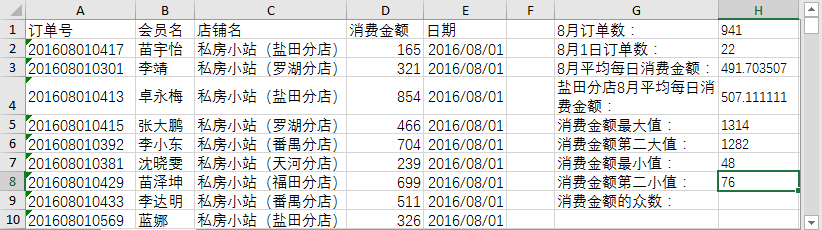 A B C D E F G H
1 订单号 会员名 店铺名 消费金额 日期 8月订单数： 941
2 201608010417 苗宇怡 私房小站（盐田分店） 165 2016/08/01 8月1日订单数： 22
3 201608010301 李靖 私房小站（罗湖分店） 321 2016/08/01 8月平均每日消费金额： 491.703507
4 201608010413 卓永梅 私房小站（盐田分店） 854 2016/08/01 盐田分店8月平均每日消费金额： 507.111111
5 201608010415 张大鹏 私房小站（罗湖分店） 466 2016/08/01 消费金额最大值： 1314
6 201608010392 李小东 私房小站（番禺分店） 704 2016/08/01 消费金额第二大值： 1282
7 201608010381 沈晓雯 私房小站（天河分店） 239 2016/08/01 消费金额最小值： 48
8 201608010429 苗泽坤 私房小站（福田分店） 699 2016/08/01 消费金额第二小值： 76
9 201608010433 李达明 私房小站（番禺分店） 511 2016/08/01 消费金额的众数：
10 201608010569 蓝娜 私房小站（盐田分店） 326 2016/08/01